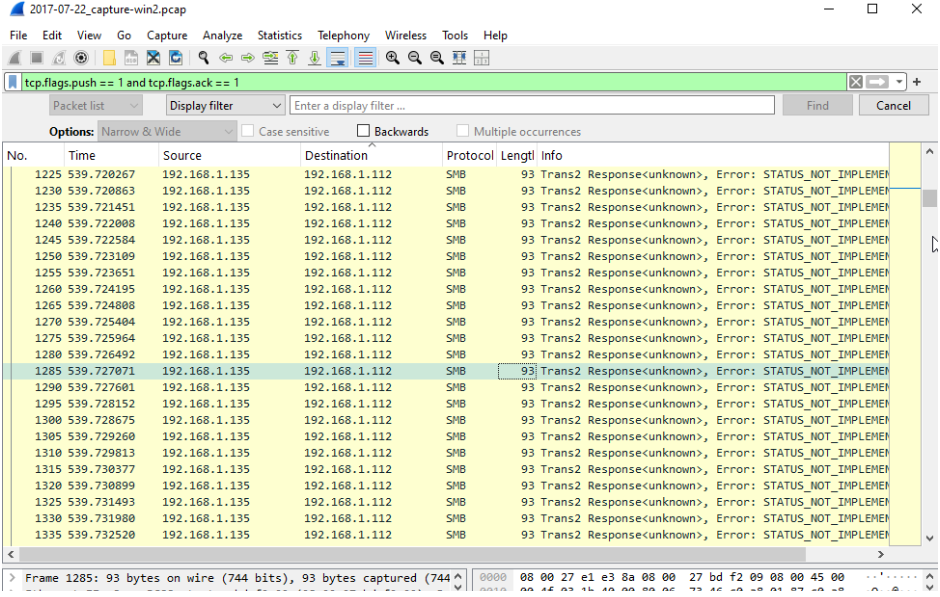 2017-07-22_capture-win2.pcap
File Edit View Go Capture Analyze Statistics Telephony Wireless Tools Help
tcp.flags.push == 1 and tcp.flags.ack == 1
Packet list Display filter Enter a display filter ... Find Cancel
Options: Narrow & Wide Case sensitive Backwards Multiple occurrences
No. Time Source Destination Protocol Lengtl Info
1225 539.720267 192.168.1.135 192.168.1.112 SMB 93 Trans2 Response<unknown>, Error: STATUS_NOT_IMPLEMEN
1230 539.720863 192.168.1.135 192.168.1.112 SMB 93 Trans2 Response<unknown>, Error: STATUS_NOT_IMPLEMEN
1235 539.721451 192.168.1.135 192.168.1.112 SMB 93 Trans2 Response<unknown>, Error: STATUS_NOT_IMPLEMEN
1240 539.722008 192.168.1.135 192.168.1.112 SMB 93 Trans2 Response<unknown>, Error: STATUS_NOT_IMPLEMEN
1245 539.722584 192.168.1.135 192.168.1.112 SMB 93 Trans2 Response<unknown>, Error: STATUS_NOT_IMPLEMEN
1250 539.723109 192.168.1.135 192.168.1.112 SMB 93 Trans2 Response<unknown>, Error: STATUS_NOT_IMPLEMEN
1255 539.723651 192.168.1.135 192.168.1.112 SMB 93 Trans2 Response<unknown>, Error: STATUS_NOT_IMPLEMEN
1260 539.724195 192.168.1.135 192.168.1.112 SMB 93 Trans2 Response<unknown>, Error: STATUS_NOT_IMPLEMEN
1265 539.724808 192.168.1.135 192.168.1.112 SMB 93 Trans2 Response<unknown>, Error: STATUS_NOT_IMPLEMEN
1270 539.725404 192.168.1.135 192.168.1.112 SMB 93 Trans2 Response<unknown>, Error: STATUS_NOT_IMPLEMEN
1275 539.725964 192.168.1.135 192.168.1.112 SMB 93 Trans2 Response<unknown>, Error: STATUS_NOT_IMPLEMEN
1280 539.726492 192.168.1.135 192.168.1.112 SMB 93 Trans2 Response<unknown>, Error: STATUS_NOT_IMPLEMEN
1285 539.727071 192.168.1.135 192.168.1.112 SMB 93 Trans2 Response<unknown>, Error: STATUS_NOT_IMPLEMEN
1290 539.727601 192.168.1.135 192.168.1.112 SMB 93 Trans2 Response<unknown>, Error: STATUS_NOT_IMPLEMEN
1295 539.728152 192.168.1.135 192.168.1.112 SMB 93 Trans2 Response<unknown>, Error: STATUS_NOT_IMPLEMEN
1300 539.728675 192.168.1.135 192.168.1.112 SMB 93 Trans2 Response<unknown>, Error: STATUS_NOT_IMPLEMEN
1305 539.729260 192.168.1.135 192.168.1.112 SMB 93 Trans2 Response<unknown>, Error: STATUS_NOT_IMPLEMEN
1310 539.729813 192.168.1.135 192.168.1.112 SMB 93 Trans2 Response<unknown>, Error: STATUS_NOT_IMPLEMEN
1315 539.730377 192.168.1.135 192.168.1.112 SMB 93 Trans2 Response<unknown>, Error: STATUS_NOT_IMPLEMEN
1320 539.730899 192.168.1.135 192.168.1.112 SMB 93 Trans2 Response<unknown>, Error: STATUS_NOT_IMPLEMEN
1325 539.731493 192.168.1.135 192.168.1.112 SMB 93 Trans2 Response<unknown>, Error: STATUS_NOT_IMPLEMEN
1330 539.731980 192.168.1.135 192.168.1.112 SMB 93 Trans2 Response<unknown>, Error: STATUS_NOT_IMPLEMEN
1335 539.732520 192.168.1.135 192.168.1.112 SMB 93 Trans2 Response<unknown>, Error: STATUS_NOT_IMPLEMEN
Frame 1285: 93 bytes on wire (744 bits), 93 bytes captured (744 0000 08 00 27 e1 e3 8a 08 00 27 bd f2 09 08 00 45 00 ..'.....